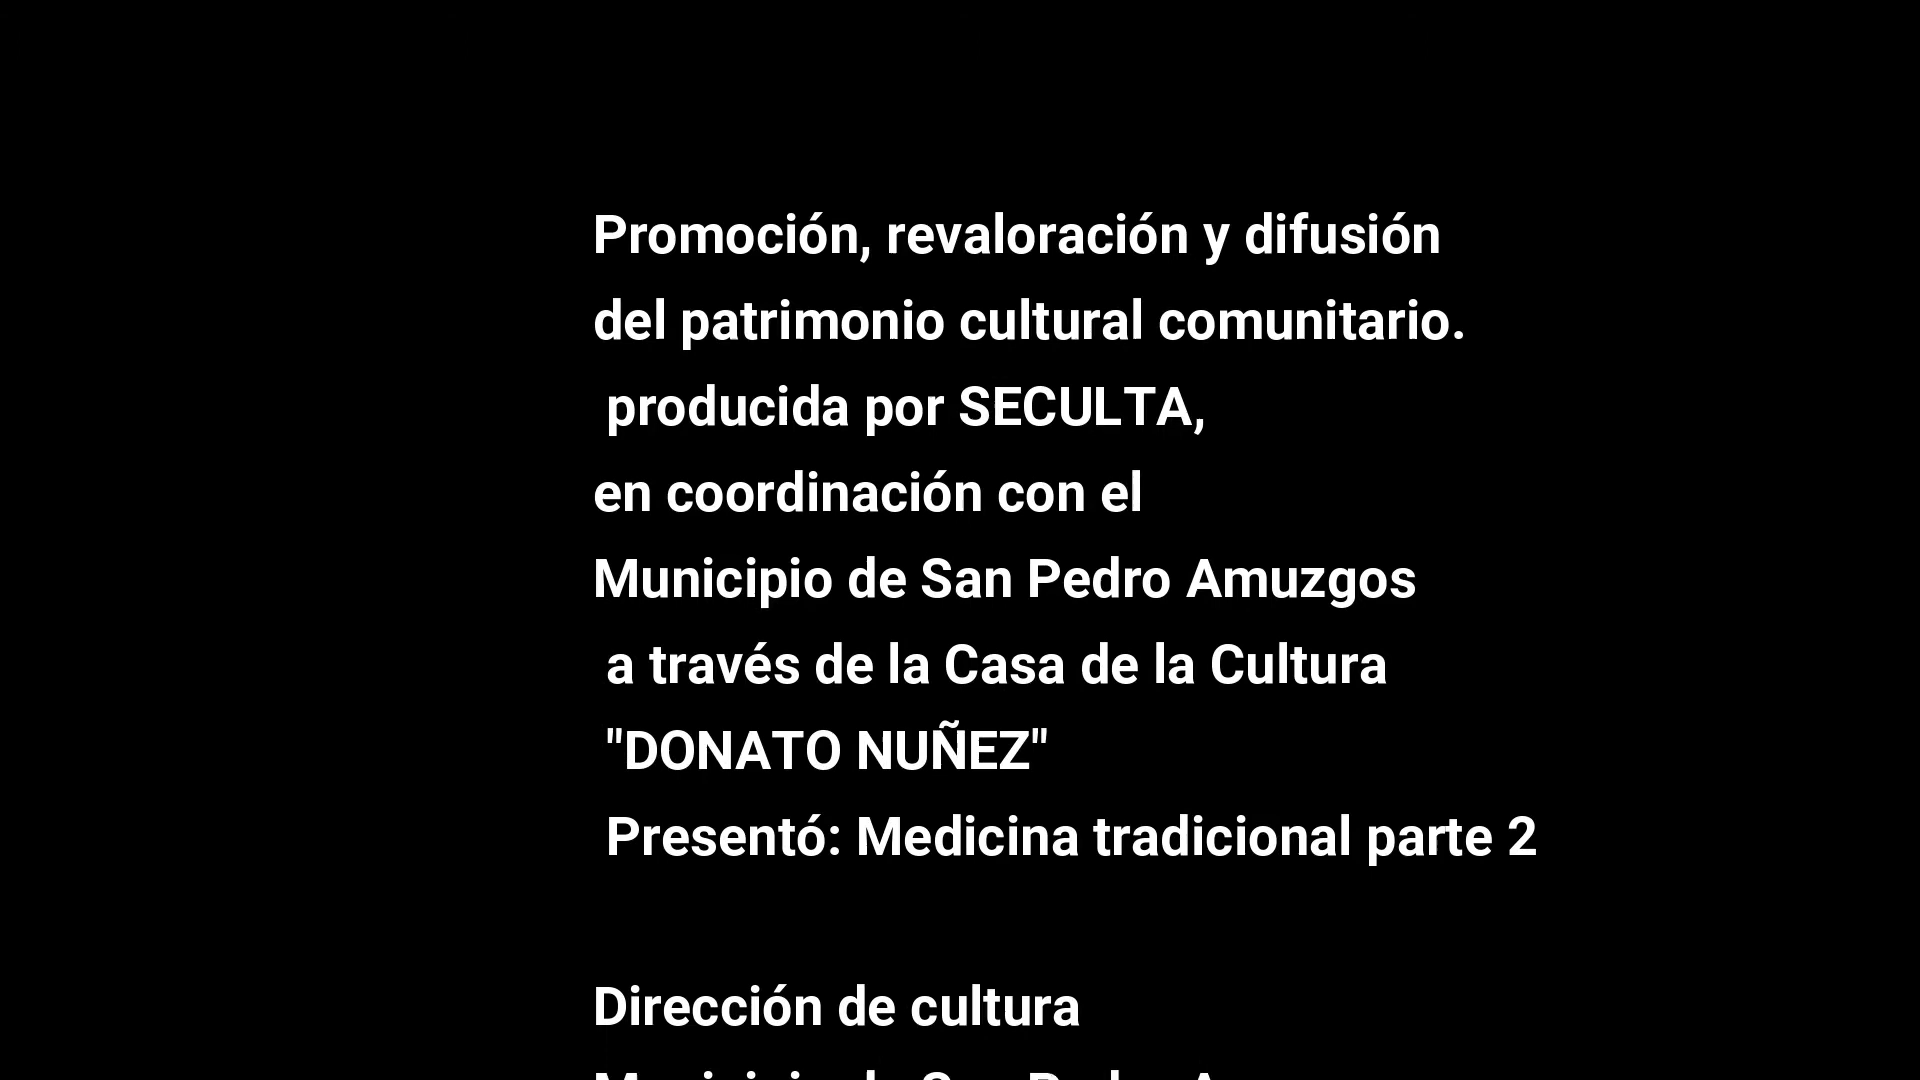 Promoción, revaloración y difusión
del patrimonio cultural comunitario.
producida por SECULTA,
en coordinación con el
Municipio de San Pedro Amuzgos
a través de la Casa de la Cultura
"DONATO NUÑEZ"
Presentó: Medicina tradicional parte 2
Dirección de cultura